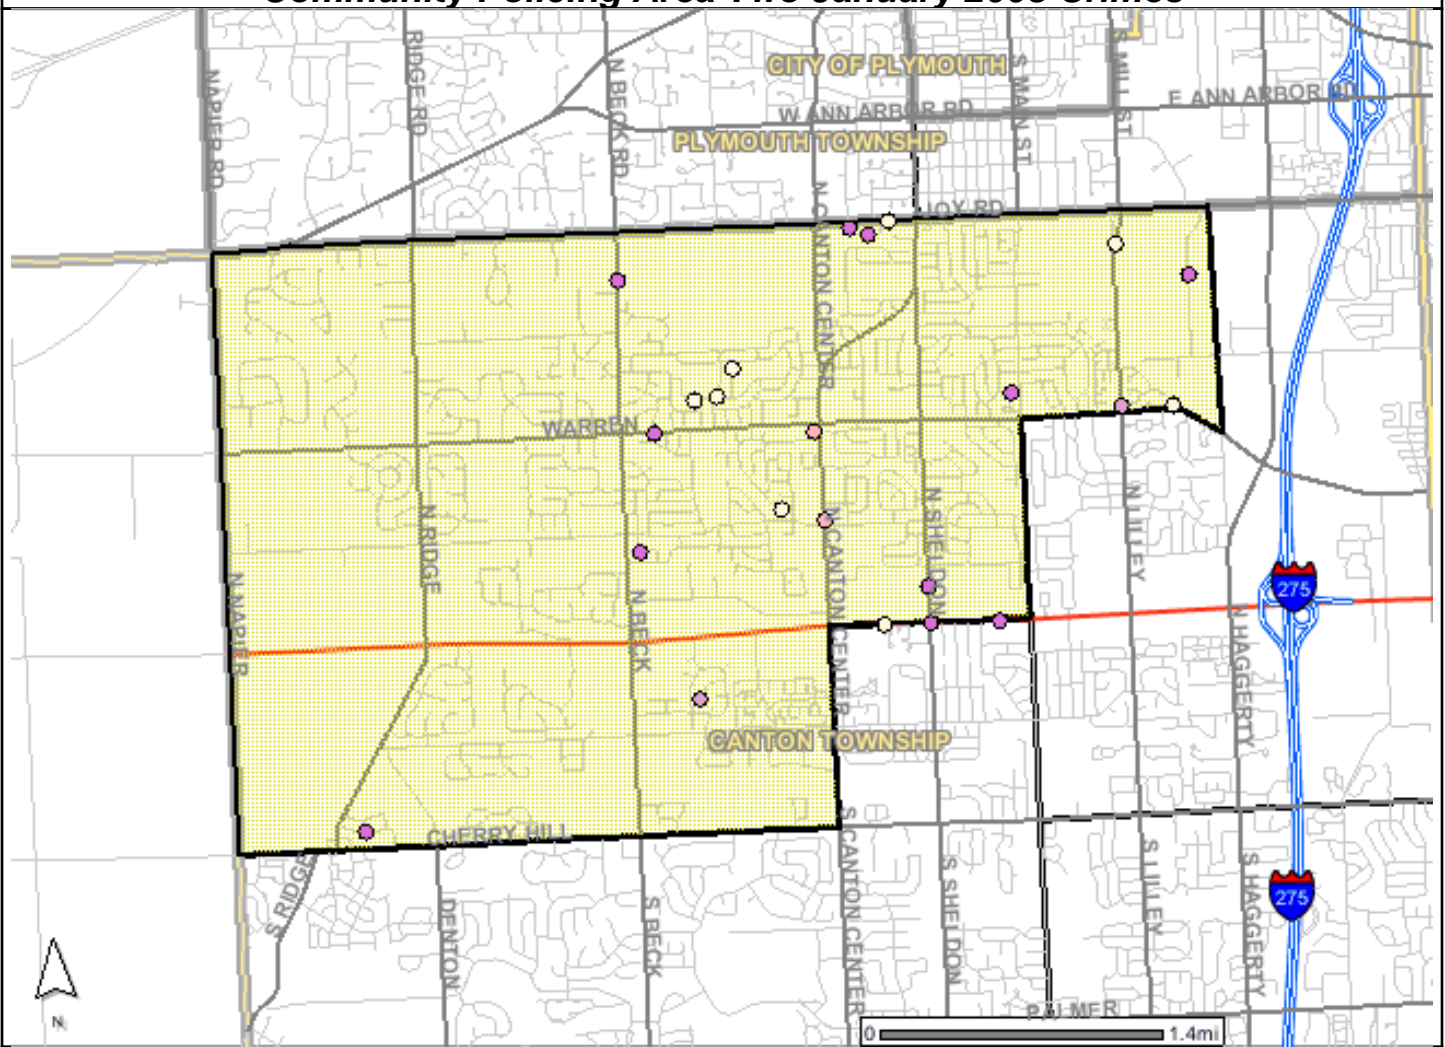 RIDGE RD
NAPIER RD
N BECK RD
CITY OF PLYMOUTH
S MAIN ST
S MILL ST
W ANN ARBOR RD
E ANN ARBOR RD
PLYMOUTH TOWNSHIP
N CANTON CENTER
JOY RD
WARREN
N RIDGE
N SHELDON
N LILLEY
N CANTON CENTER
N NAPIER
N BECK
275
N HAGGERTY
CANTON TOWNSHIP
CHERRY HILL
S RIDGE
DENTON
S BECK
S CANTON CENTER
S SHELDON
S LILLEY
S HAGGERTY
275
PALMER
N
0 1.4mi